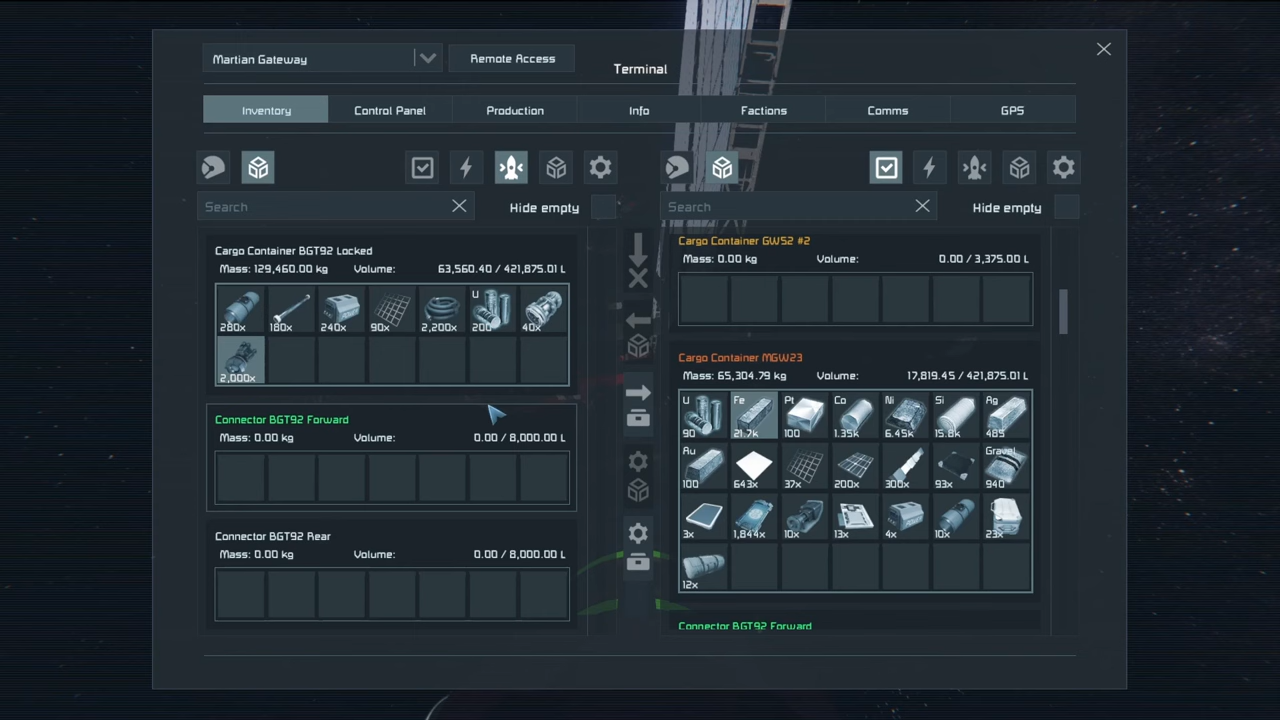 Martian Gateway
Remote Access
Terminal
Inventory
Control Panel
Production
Info
Factions
Comms
GPS
Search
Hide empty
Search
Hide empty
Cargo Container BGT92 Locked
Mass: 129,460.00 kg Volume: 63,560.40 / 421,875.01 L
U
280x 180x 240x 90x 2,200x 200 40x
2,000x
Connector BGT92 Forward
Mass: 0.00 kg Volume: 0.00 / 8,000.00 L
Connector BGT92 Rear
Mass: 0.00 kg Volume: 0.00 / 8,000.00 L
Cargo Container GW52 #2
Mass: 0.00 kg Volume: 0.00 / 3,375.00 L
Cargo Container MGW23
Mass: 65,304.79 kg Volume: 17,819.45 / 421,875.01 L
U Fe Pt Co Ni Si Ag
90 21.7k 100 1.35k 6.45k 15.8k 485
Au Gravel
100 643x 37x 200x 300x 93x 940
3x 1,844x 10x 13x 4x 10x 23x
12x
Connector BGT92 Forward